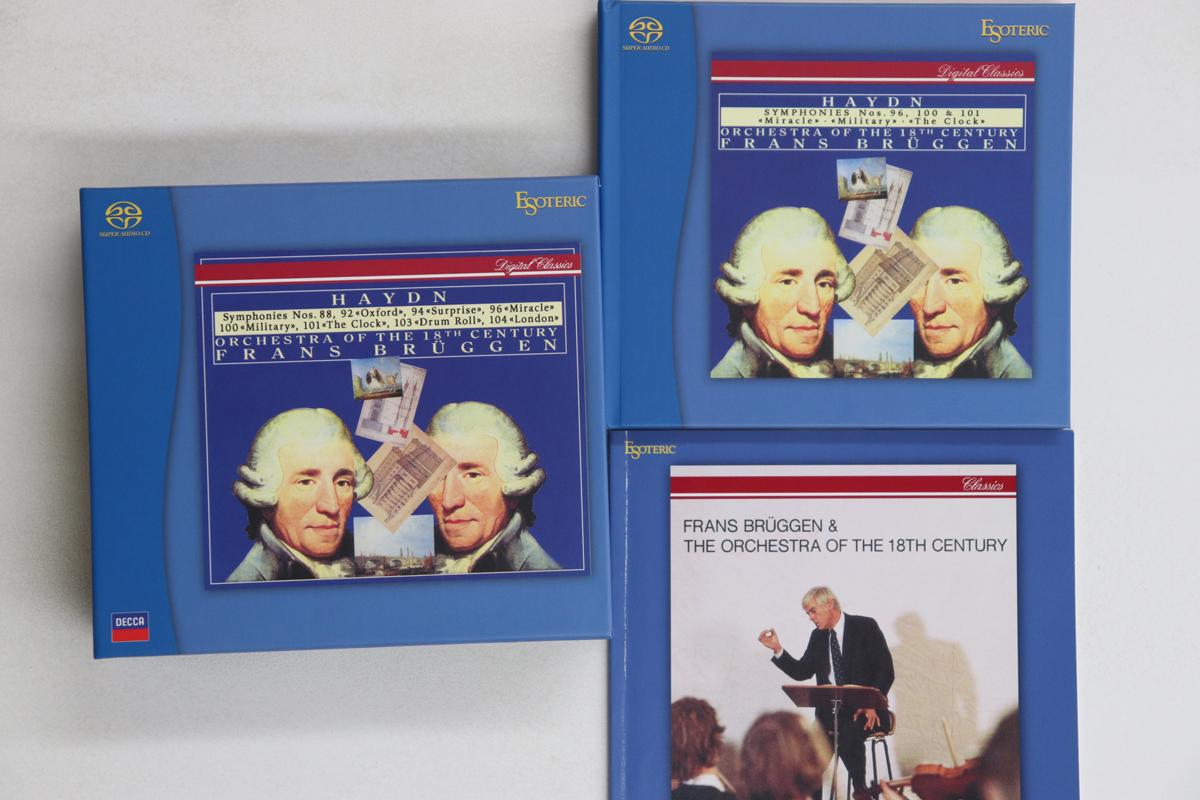 SUPER AUDIO CD
ESOTERIC
Digital Classics
HAYDN
Symphonies Nos. 88, 92 «Oxford», 94 «Surprise», 96 «Miracle»
100 «Military», 101 «The Clock», 103 «Drum Roll», 104 «London»
ORCHESTRA OF THE 18TH CENTURY
FRANS BRÜGGEN
DECCA
SUPER AUDIO CD
ESOTERIC
Digital Classics
HAYDN
SYMPHONIES Nos. 96, 100 & 101
«Miracle» · «Military» · «The Clock»
ORCHESTRA OF THE 18TH CENTURY
FRANS BRÜGGEN
ESOTERIC
Classics
FRANS BRÜGGEN &
THE ORCHESTRA OF THE 18TH CENTURY